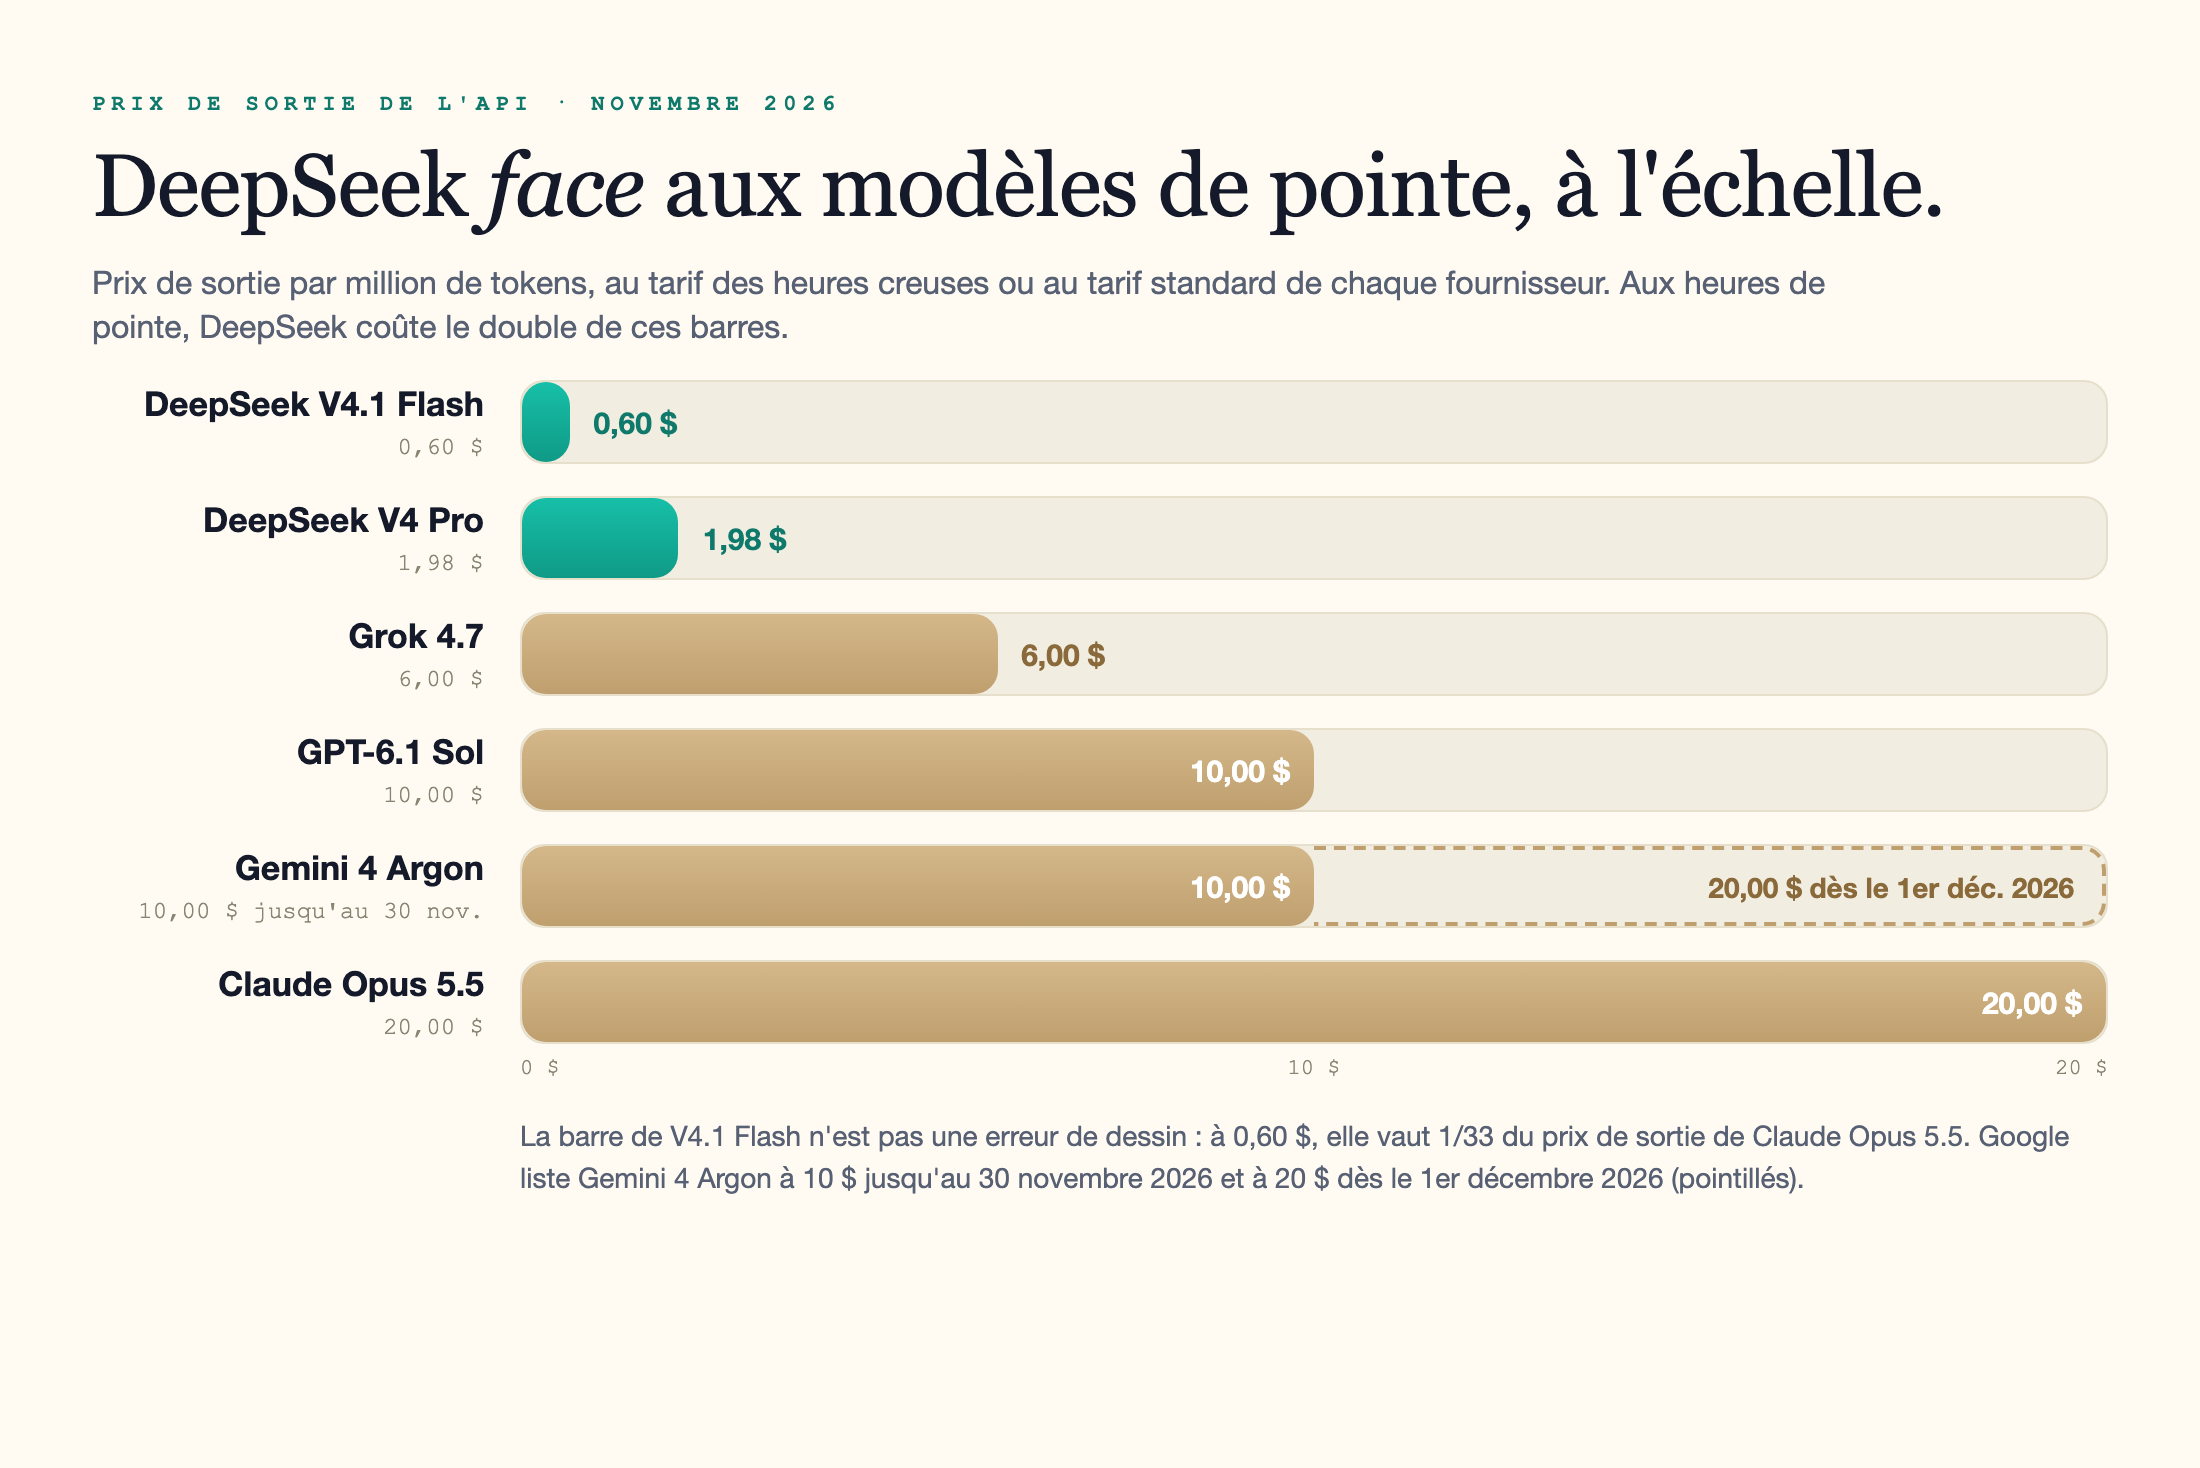 PRIX DE SORTIE DE L'API · NOVEMBRE 2026
DeepSeek face aux modèles de pointe, à l'échelle.
Prix de sortie par million de tokens, au tarif des heures creuses ou au tarif standard de chaque fournisseur. Aux heures de
pointe, DeepSeek coûte le double de ces barres.
DeepSeek V4.1 Flash
0,60 $
0,60 $
DeepSeek V4 Pro
1,98 $
1,98 $
Grok 4.7
6,00 $
6,00 $
GPT-6.1 Sol
10,00 $
10,00 $
Gemini 4 Argon
10,00 $ jusqu'au 30 nov.
10,00 $
20,00 $ dès le 1er déc. 2026
Claude Opus 5.5
20,00 $
20,00 $
0 $
10 $
20 $
La barre de V4.1 Flash n'est pas une erreur de dessin : à 0,60 $, elle vaut 1/33 du prix de sortie de Claude Opus 5.5. Google
liste Gemini 4 Argon à 10 $ jusqu'au 30 novembre 2026 et à 20 $ dès le 1er décembre 2026 (pointillés).